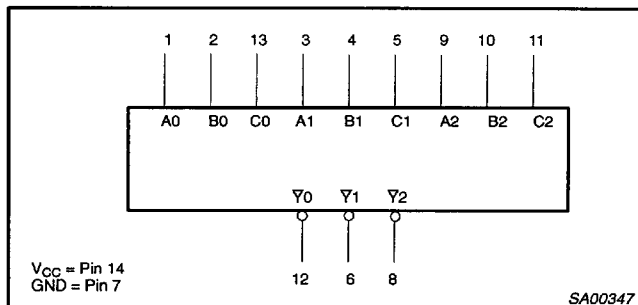 1 2 13 3 4 5 9 10 11
A0 B0 C0 A1 B1 C1 A2 B2 C2
Y0 Y1 Y2
12 6 8
VCC = Pin 14
GND = Pin 7
SA00347